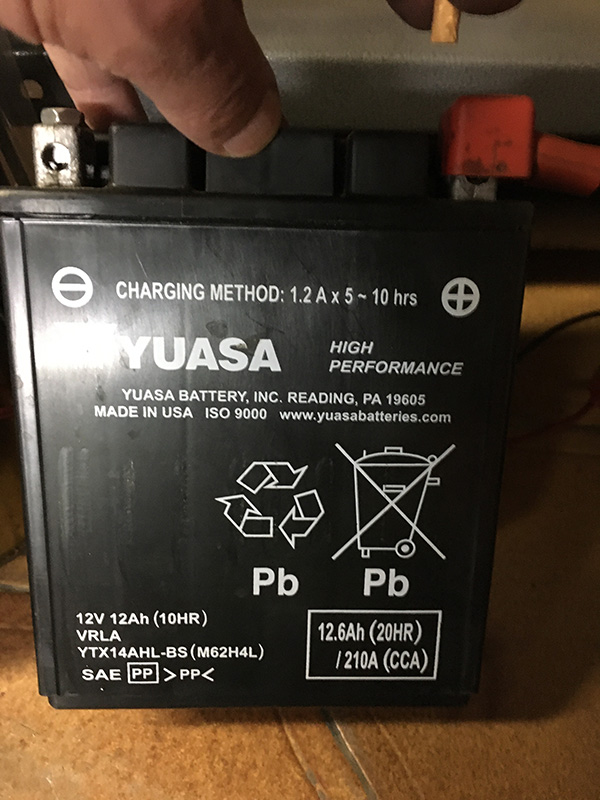 CHARGING METHOD: 1.2 A x 5 ~ 10 hrs
YUASA
HIGH
PERFORMANCE
YUASA BATTERY, INC. READING, PA 19605
MADE IN USA ISO 9000 www.yuasabatteries.com
Pb
Pb
12V 12Ah (10HR)
VRLA
YTX14AHL-BS (M62H4L)
SAE PP >PP<
12.6Ah (20HR)
/ 210A (CCA)